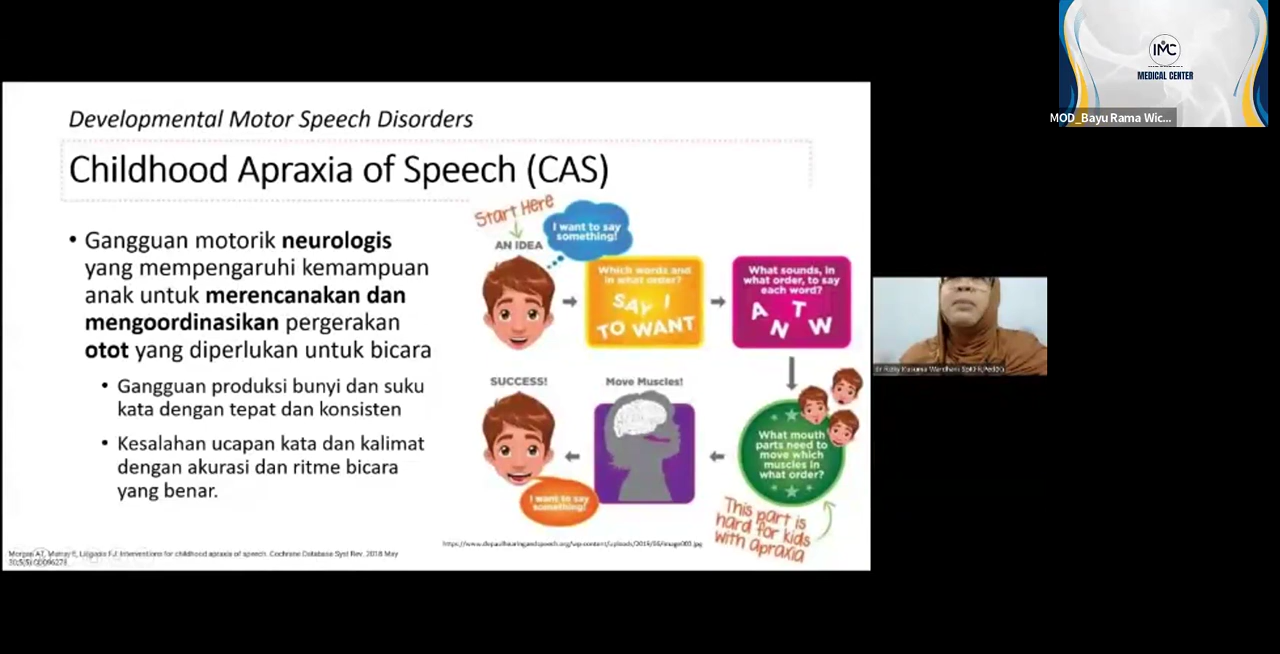 IMC
MEDICAL CENTER
MOD_Bayu Rama Wic...
Developmental Motor Speech Disorders
Childhood Apraxia of Speech (CAS)
• Gangguan motorik neurologis
yang mempengaruhi kemampuan
anak untuk merencanakan dan
mengoordinasikan pergerakan
otot yang diperlukan untuk bicara
• Gangguan produksi bunyi dan suku
kata dengan tepat dan konsisten
• Kesalahan ucapan kata dan kalimat
dengan akurasi dan ritme bicara
yang benar.
Start Here
AN IDEA
I want to say
something!
Which words and
in what order?
SAY I
TO WANT
What sounds, in
what order, to say
each word?
A T
N W
What mouth
parts need to
move which
muscles in
what order?
This part is
hard for kids
with apraxia
Move Muscles!
SUCCESS!
I want to say
something!
Morgan AT, Murray E, Liégeois FJ. Interventions for childhood apraxia of speech. Cochrane Database Syst Rev. 2018 May